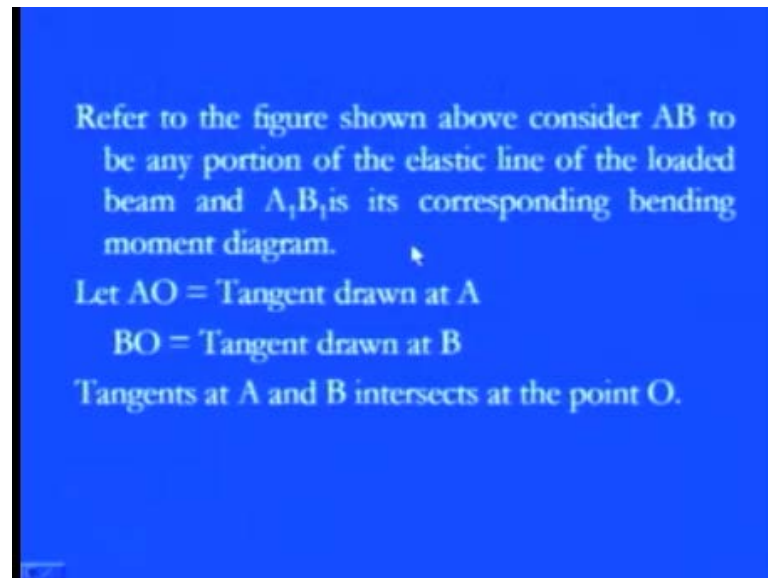 Refer to the figure shown above consider AB to
be any portion of the elastic line of the loaded
beam and A₁B₁is its corresponding bending
moment diagram.
Let AO = Tangent drawn at A
BO = Tangent drawn at B
Tangents at A and B intersects at the point O.